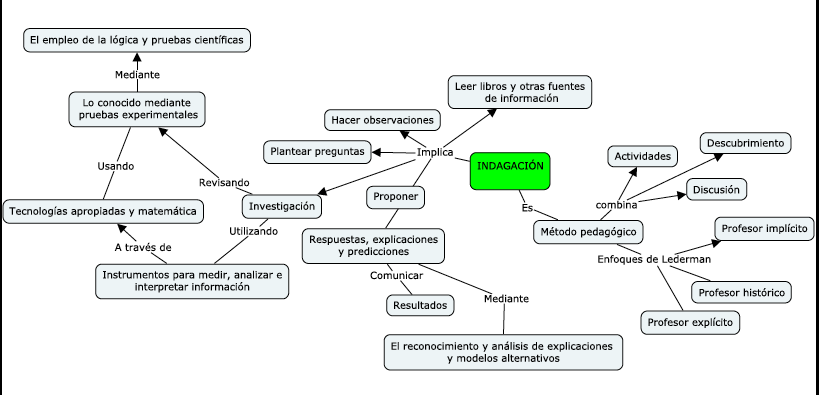 El empleo de la lógica y pruebas científicas
Mediante
Lo conocido mediante
pruebas experimentales
Usando
Revisando
Tecnologías apropiadas y matemática
A través de
Instrumentos para medir, analizar e
interpretar información
Utilizando
Investigación
Leer libros y otras fuentes
de información
Hacer observaciones
Plantear preguntas
Implica
INDAGACIÓN
Proponer
Respuestas, explicaciones
y predicciones
Comunicar
Resultados
Mediante
El reconocimiento y análisis de explicaciones
y modelos alternativos
Es
Método pedagógico
combina
Actividades
Descubrimiento
Discusión
Enfoques de Lederman
Profesor implícito
Profesor histórico
Profesor explícito